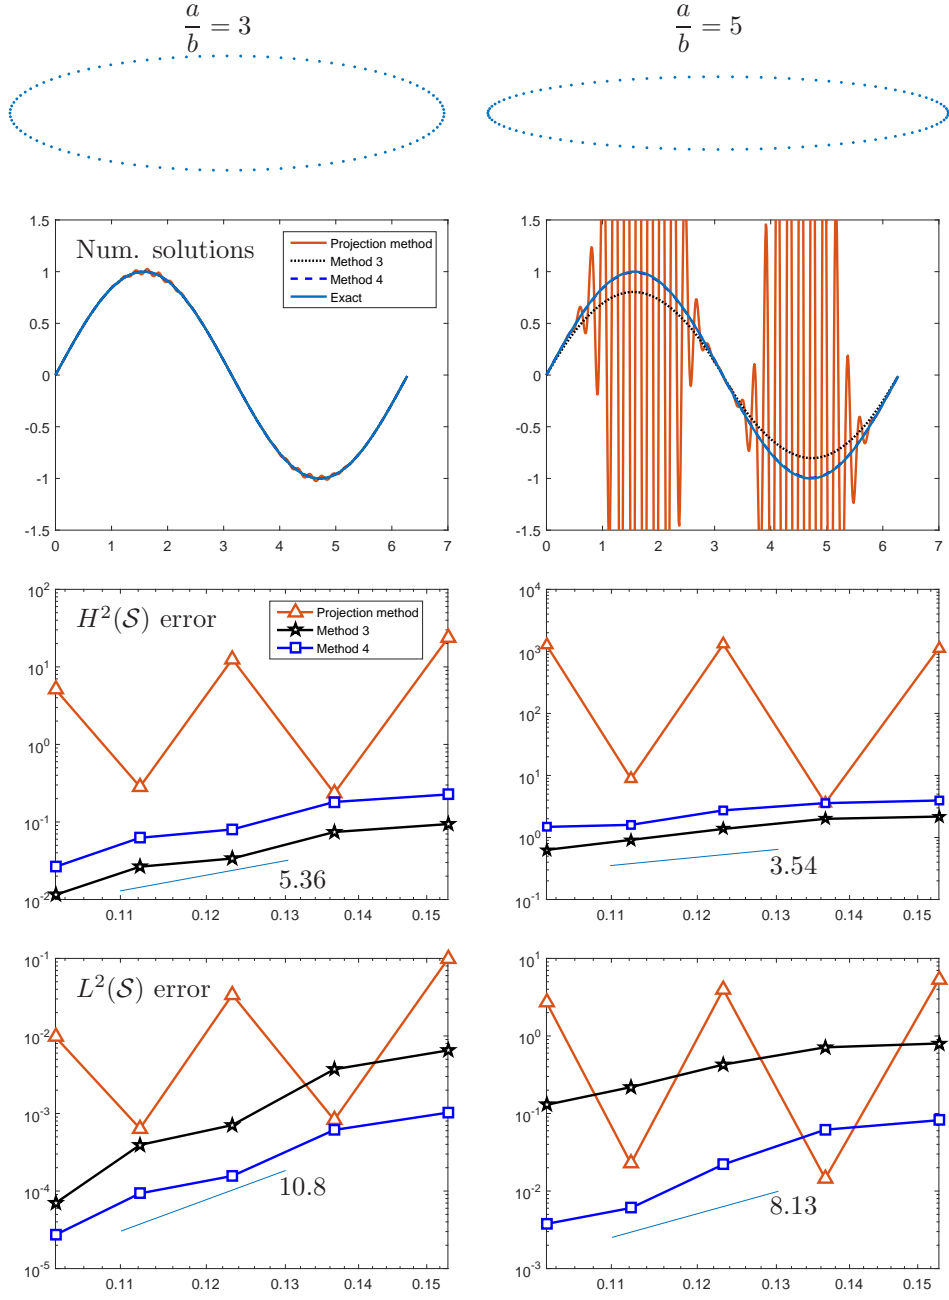 a/b = 3
a/b = 5
Num. solutions
Projection method
Method 3
Method 4
Exact
1.5
1
0.5
0
-0.5
-1
-1.5
0 1 2 3 4 5 6 7
1.5
1
0.5
0
-0.5
-1
-1.5
0 1 2 3 4 5 6 7
H²(𝒮) error
Projection method
Method 3
Method 4
10²
10¹
10⁰
10⁻¹
10⁻²
5.36
0.11 0.12 0.13 0.14 0.15
10⁴
10³
10²
10¹
10⁰
10⁻¹
3.54
0.11 0.12 0.13 0.14 0.15
L²(𝒮) error
10⁻¹
10⁻²
10⁻³
10⁻⁴
10⁻⁵
10.8
0.11 0.12 0.13 0.14 0.15
10¹
10⁰
10⁻¹
10⁻²
10⁻³
8.13
0.11 0.12 0.13 0.14 0.15